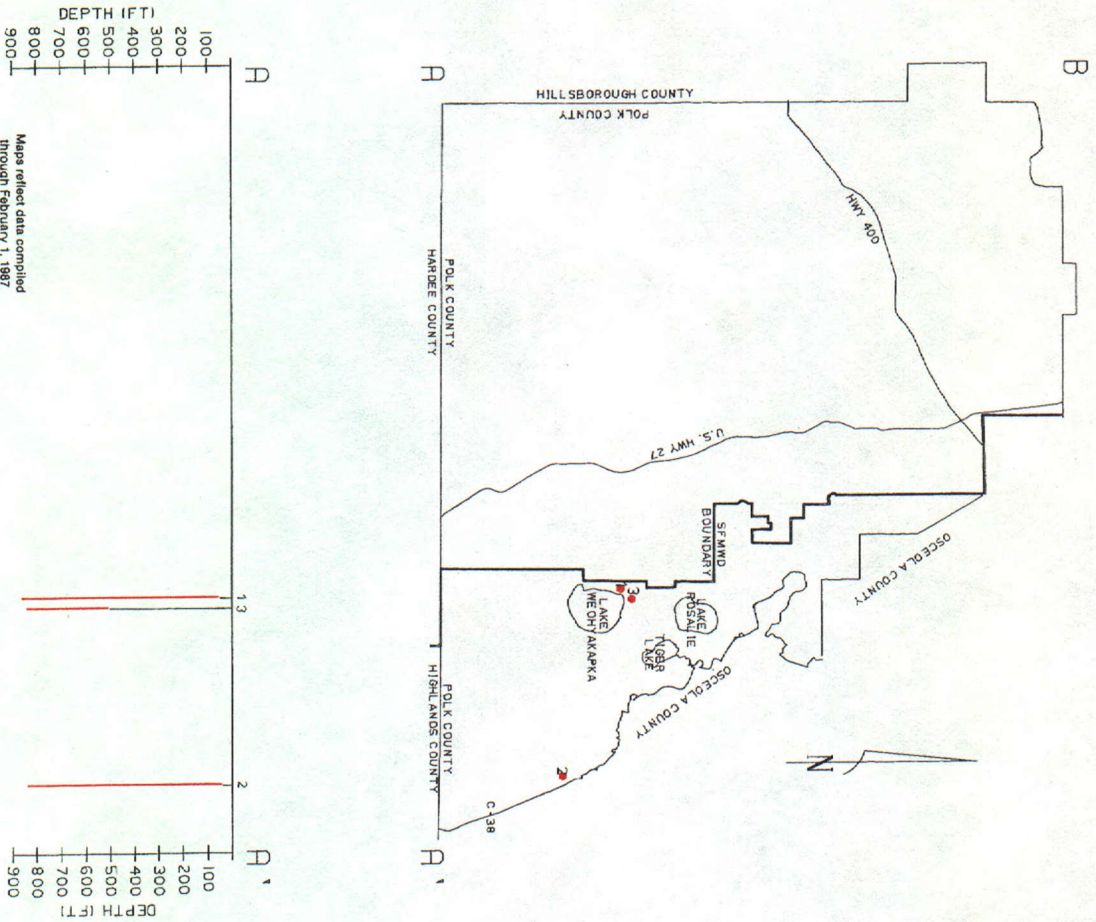 B
A
A'
HILLSBOROUGH COUNTY
POLK COUNTY
HWY 400
POLK COUNTY
HARDEE COUNTY
U.S. HWY 27
SFMWD
BOUNDARY
OSCEOLA COUNTY
LAKE
ROSALIE
LAKE
WEOHYAKAPKA
TIGER
LAKE
1
3
2
OSCEOLA COUNTY
POLK COUNTY
HIGHLANDS COUNTY
C-38
N
A
A'
DEPTH (FT)
100
200
300
400
500
600
700
800
900
1
3
2
DEPTH (FT)
100
-200
-300
-400
-500
-600
-700
-800
-900
Maps reflect data compiled
through February 1, 1987